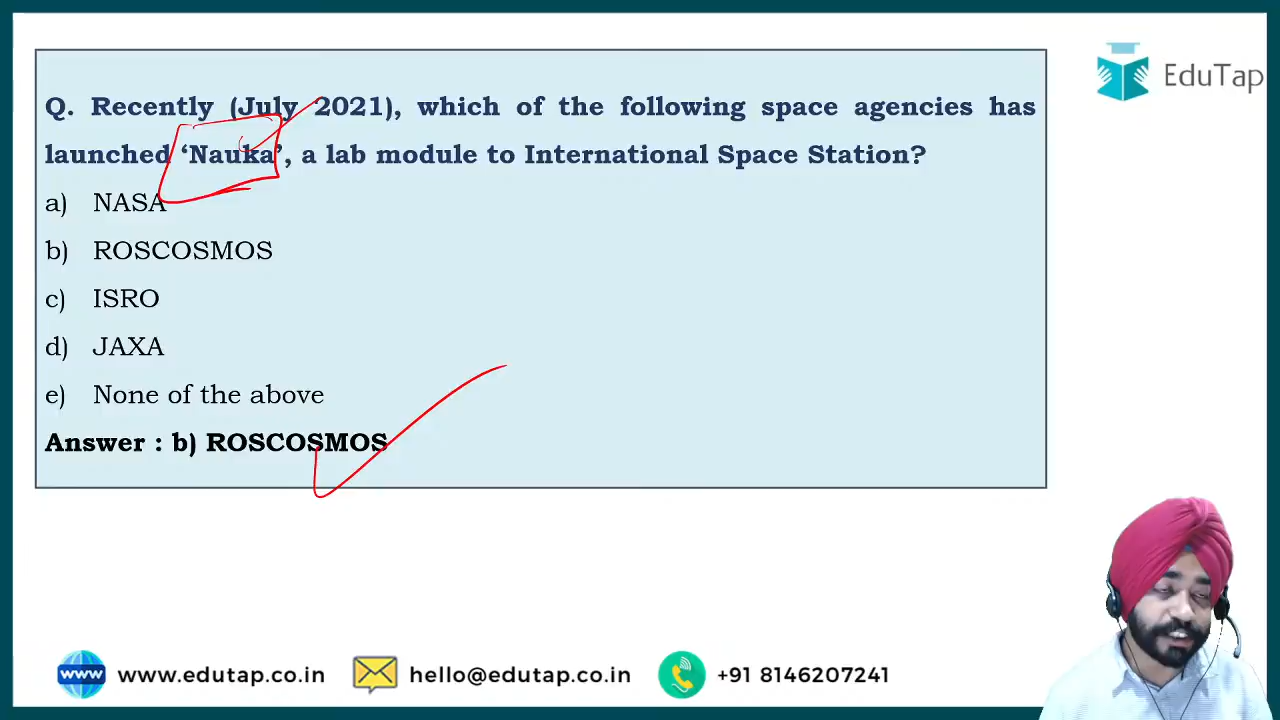 EduTap
Q. Recently (July 2021), which of the following space agencies has
launched ‘Nauka’, a lab module to International Space Station?
a) NASA
b) ROSCOSMOS
c) ISRO
d) JAXA
e) None of the above
Answer : b) ROSCOSMOS
www www.edutap.co.in hello@edutap.co.in +91 8146207241